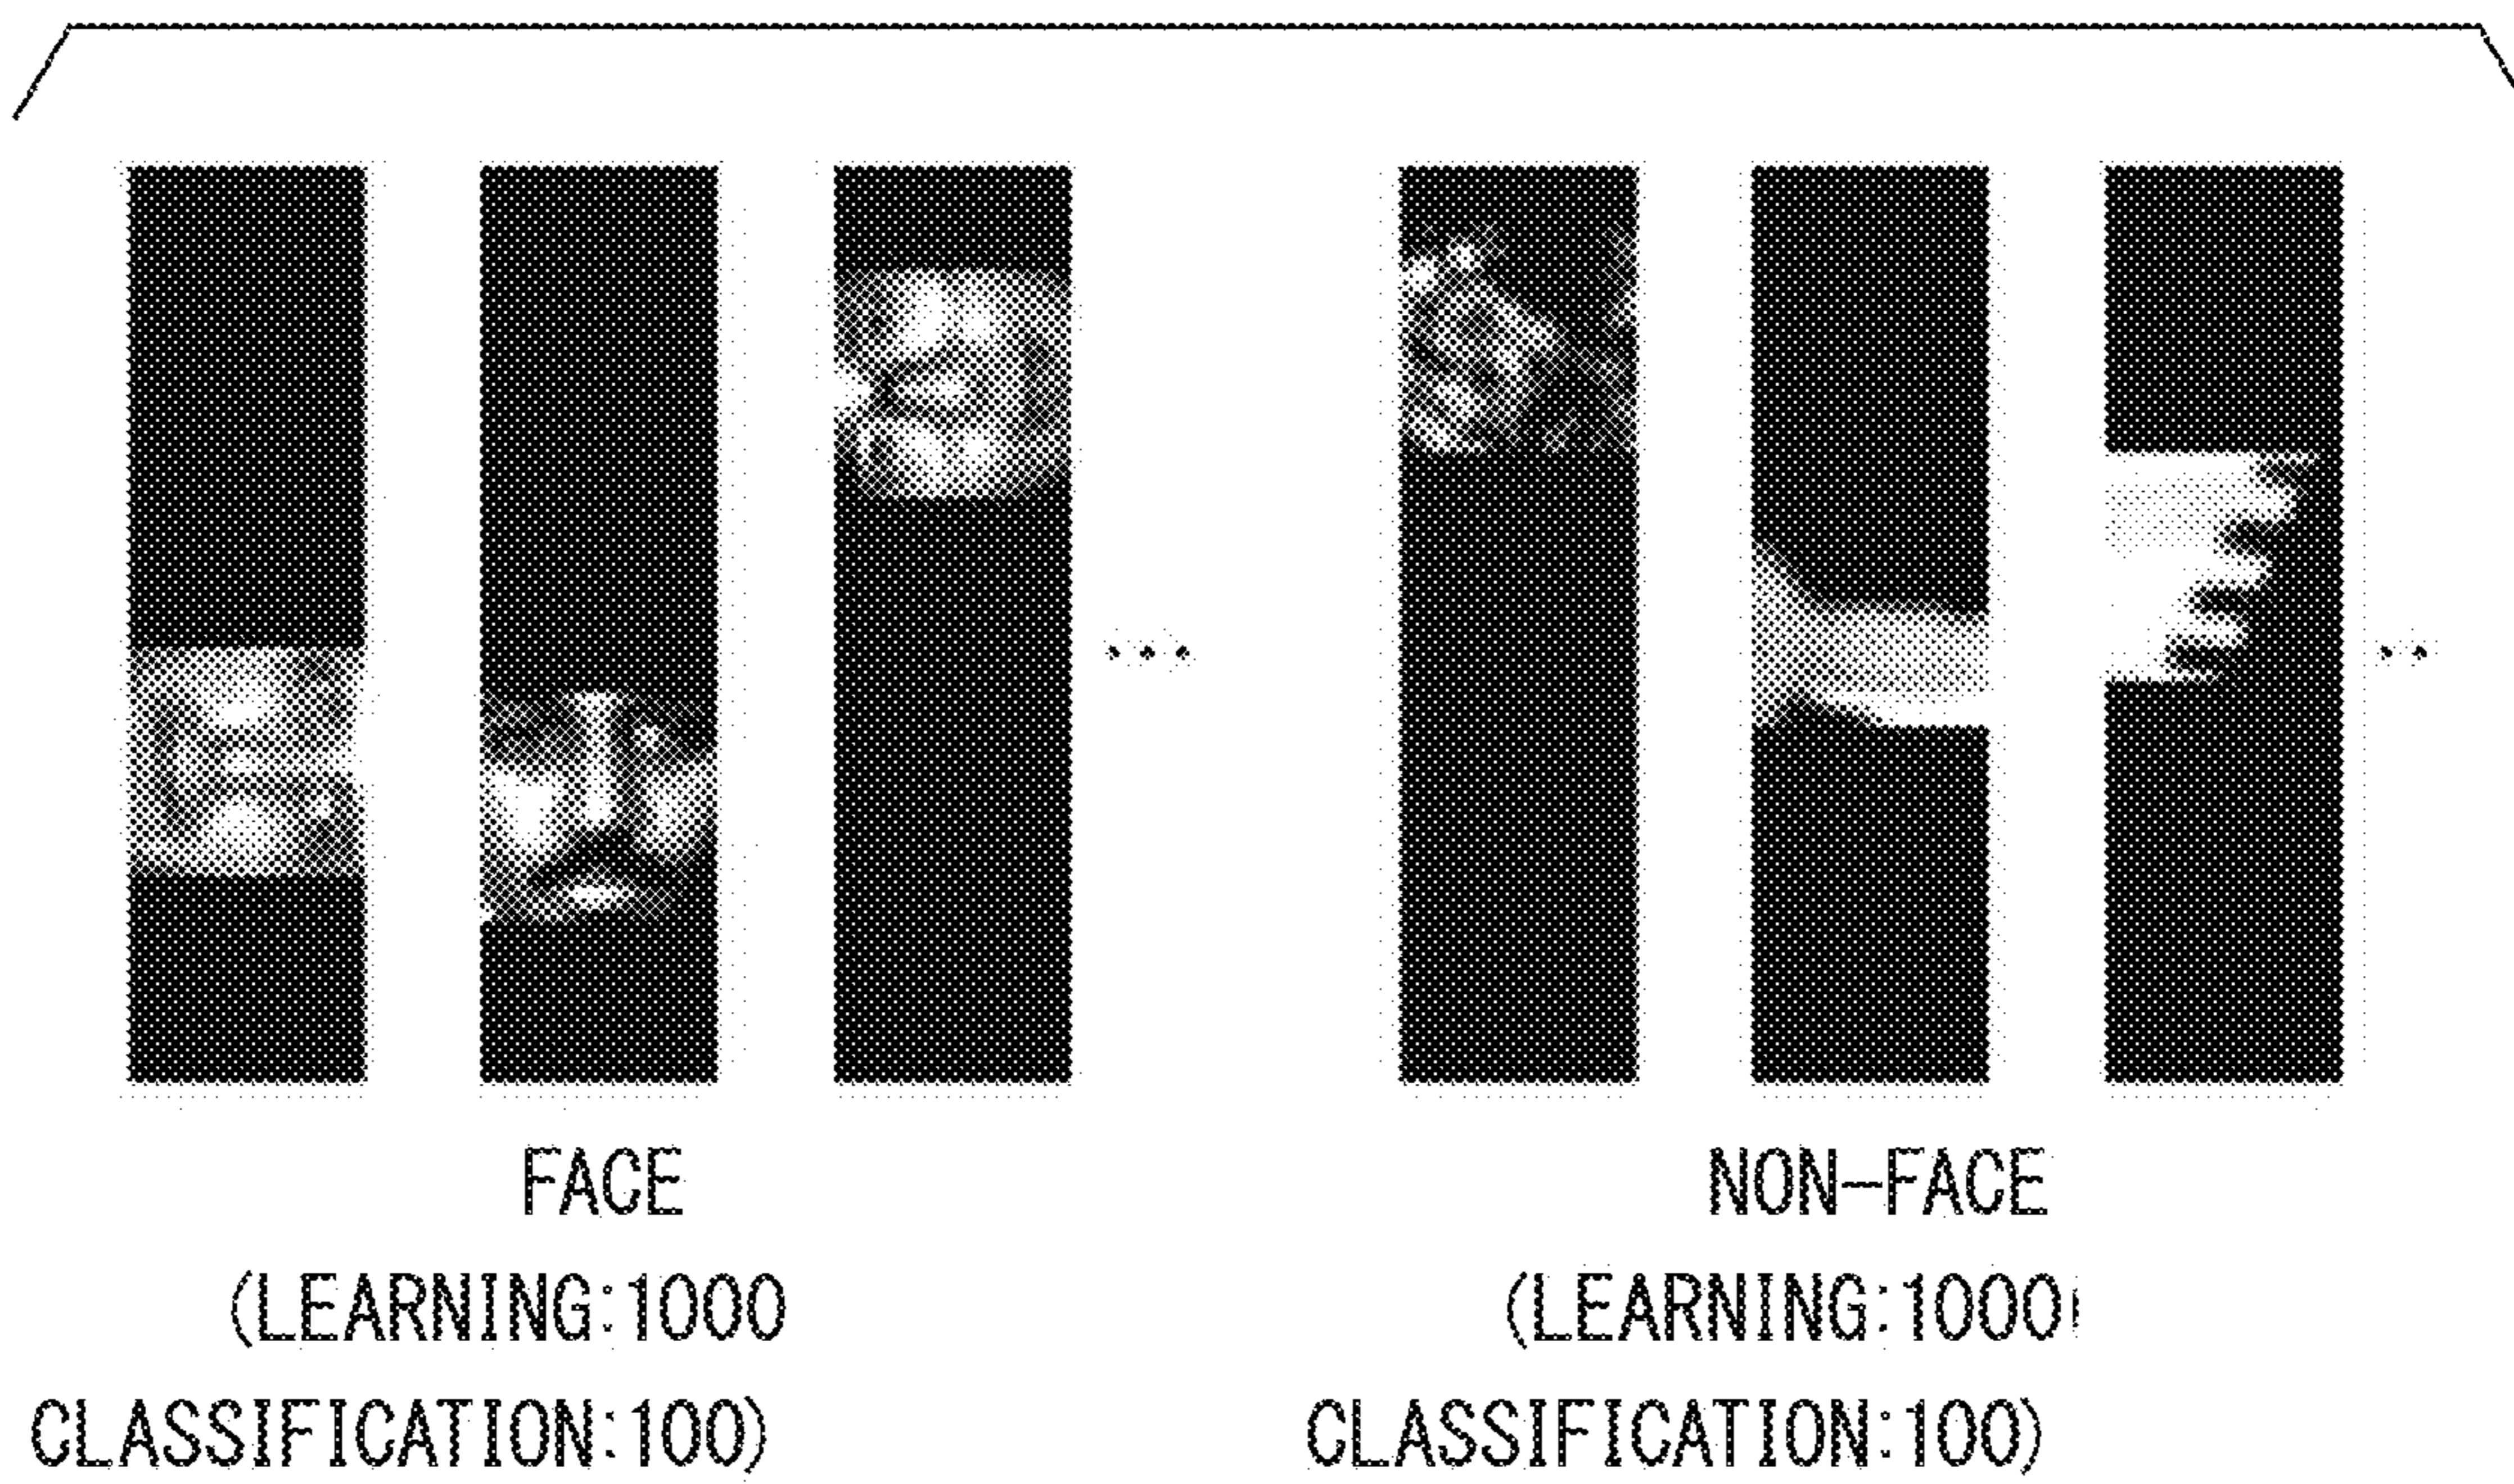 FACE
(LEARNING:1000
CLASSIFICATION:100)
NON-FACE
(LEARNING:1000
CLASSIFICATION:100)